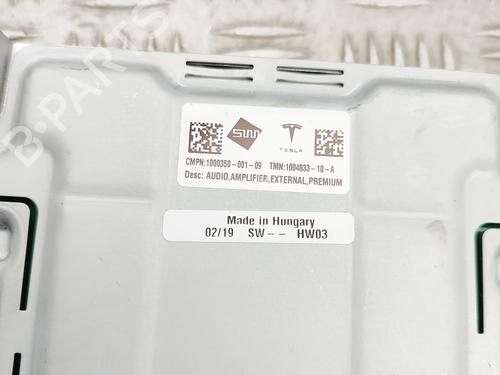 B-PARTS
SWI
TESLA
CMPN:1000350-001-09 TMN:1004833-10-A
Desc: AUDIO,AMPLIFIER,EXTERNAL,PREMIUM
Made in Hungary
02/19 SW-- HW03